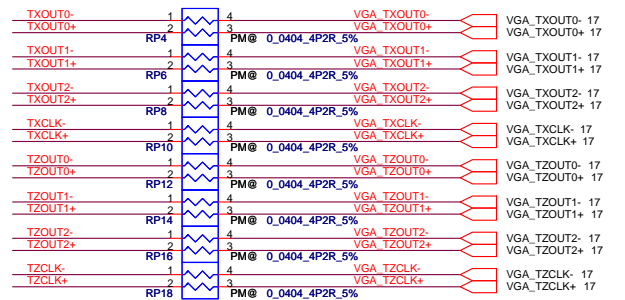 TXOUT0- 1 4 VGA_TXOUT0- VGA_TXOUT0- 17
TXOUT0+ 2 3 VGA_TXOUT0+ VGA_TXOUT0+ 17
RP4 PM@ 0_0404_4P2R_5%
TXOUT1- 1 4 VGA_TXOUT1- VGA_TXOUT1- 17
TXOUT1+ 2 3 VGA_TXOUT1+ VGA_TXOUT1+ 17
RP6 PM@ 0_0404_4P2R_5%
TXOUT2- 1 4 VGA_TXOUT2- VGA_TXOUT2- 17
TXOUT2+ 2 3 VGA_TXOUT2+ VGA_TXOUT2+ 17
RP8 PM@ 0_0404_4P2R_5%
TXCLK- 1 4 VGA_TXCLK- VGA_TXCLK- 17
TXCLK+ 2 3 VGA_TXCLK+ VGA_TXCLK+ 17
RP10 PM@ 0_0404_4P2R_5%
TZOUT0- 1 4 VGA_TZOUT0- VGA_TZOUT0- 17
TZOUT0+ 2 3 VGA_TZOUT0+ VGA_TZOUT0+ 17
RP12 PM@ 0_0404_4P2R_5%
TZOUT1- 1 4 VGA_TZOUT1- VGA_TZOUT1- 17
TZOUT1+ 2 3 VGA_TZOUT1+ VGA_TZOUT1+ 17
RP14 PM@ 0_0404_4P2R_5%
TZOUT2- 1 4 VGA_TZOUT2- VGA_TZOUT2- 17
TZOUT2+ 2 3 VGA_TZOUT2+ VGA_TZOUT2+ 17
RP16 PM@ 0_0404_4P2R_5%
TZCLK- 1 4 VGA_TZCLK- VGA_TZCLK- 17
TZCLK+ 2 3 VGA_TZCLK+ VGA_TZCLK+ 17
RP18 PM@ 0_0404_4P2R_5%